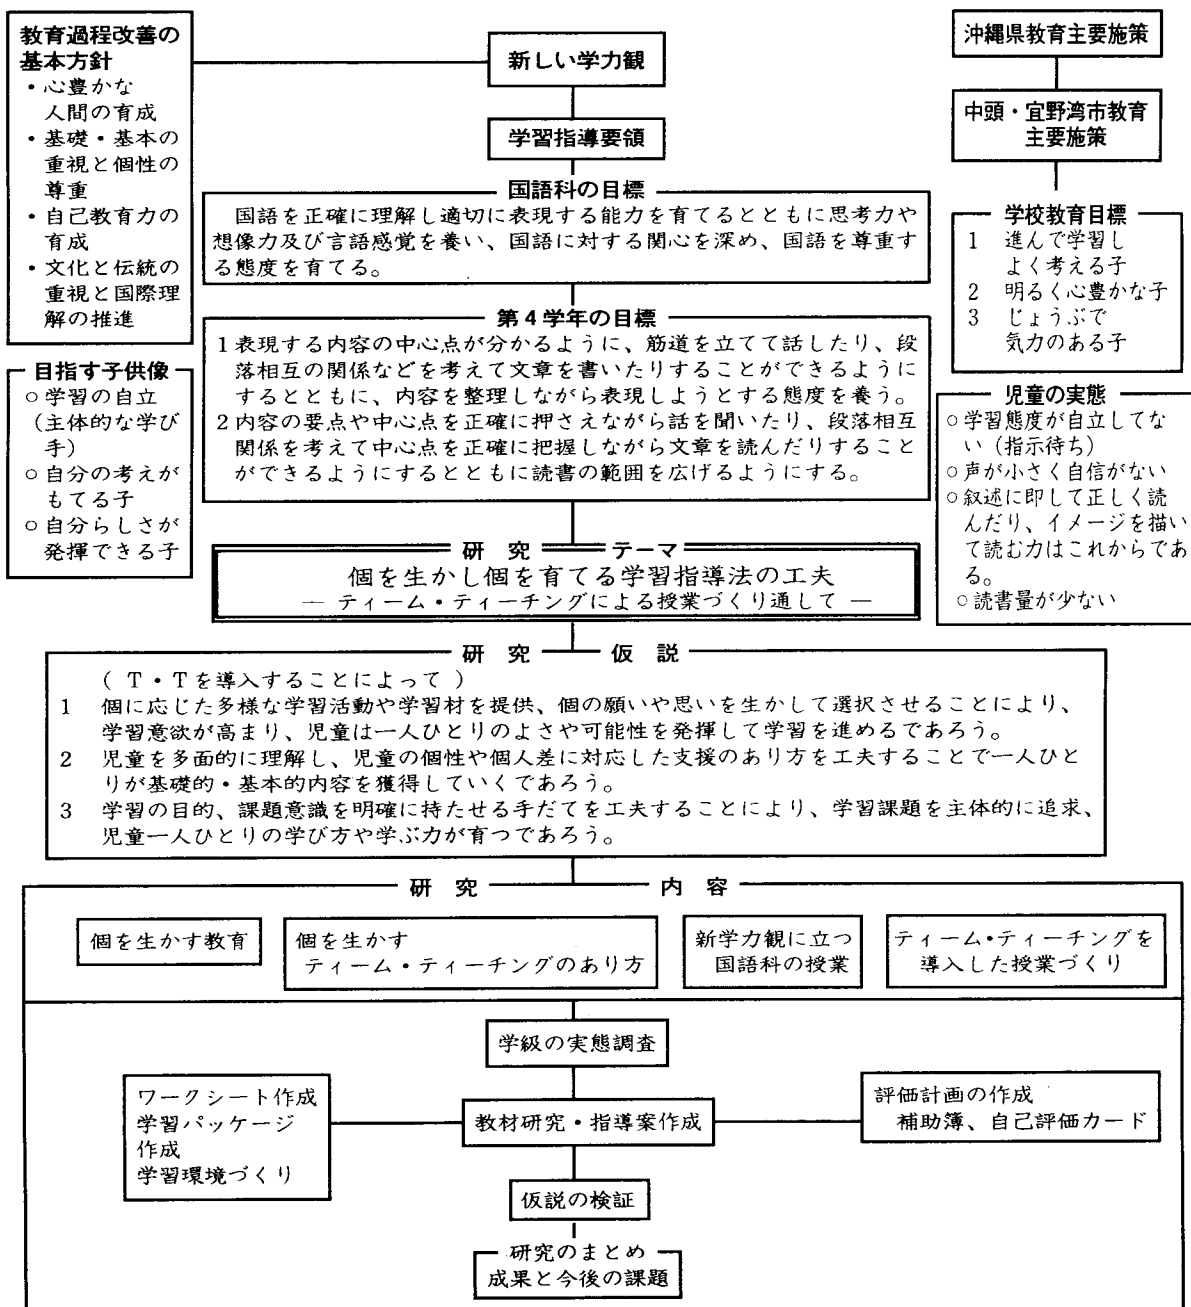 教育過程改善の
基本方針
・心豊かな
人間の育成
・基礎・基本の
重視と個性の
尊重
・自己教育力の
育成
・文化と伝統の
重視と国際理
解の推進
目指す子供像
○学習の自立
(主体的な学び
手)
○自分の考えが
もてる子
○自分らしさが
発揮できる子
新しい学力観
学習指導要領
国語科の目標
国語を正確に理解し適切に表現する能力を育てるとともに思考力や
想像力及び言語感覚を養い、国語に対する関心を深め、国語を尊重す
る態度を育てる。
第4学年の目標
1 表現する内容の中心点が分かるように、筋道を立てて話したり、段
落相互の関係などを考えて文章を書いたりすることができるように
するとともに、内容を整理しながら表現しようとする態度を養う。
2 内容の要点や中心点を正確に押さえながら話を聞いたり、段落相互
関係を考えて中心点を正確に把握しながら文章を読んだりすること
ができるようにするとともに読書の範囲を広げるようにする。
沖縄県教育主要施策
中頭・宜野湾市教育
主要施策
学校教育目標
1 進んで学習し
よく考える子
2 明るく心豊かな子
3 じょうぶで
気力のある子
児童の実態
○学習態度が自立してな
い(指示待ち)
○声が小さく自信がない
○叙述に即して正しく読
んだり、イメージを描い
て読む力はこれからであ
る。
○読書量が少ない
研究 テーマ
個を生かし個を育てる学習指導法の工夫
― ティーム・ティーチングによる授業づくり通して ―
研究 仮説
(T・Tを導入することによって)
1 個に応じた多様な学習活動や学習材を提供、個の願いや思いを生かして選択させることにより、
学習意欲が高まり、児童は一人ひとりのよさや可能性を発揮して学習を進めるであろう。
2 児童を多面的に理解し、児童の個性や個人差に対応した支援のあり方を工夫することで一人ひと
りが基礎的・基本的内容を獲得していくであろう。
3 学習の目的、課題意識を明確に持たせる手だてを工夫することにより、学習課題を主体的に追求、
児童一人ひとりの学び方や学ぶ力が育つであろう。
研究 内容
個を生かす教育
個を生かす
ティーム・ティーチングのあり方
新学力観に立つ
国語科の授業
ティーム・ティーチングを
導入した授業づくり
学級の実態調査
ワークシート作成
学習パッケージ
作成
学習環境づくり
教材研究・指導案作成
評価計画の作成
補助簿、自己評価カード
仮説の検証
研究のまとめ
成果と今後の課題